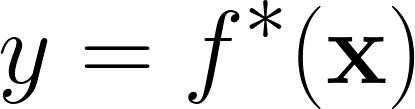 y = f*(x)